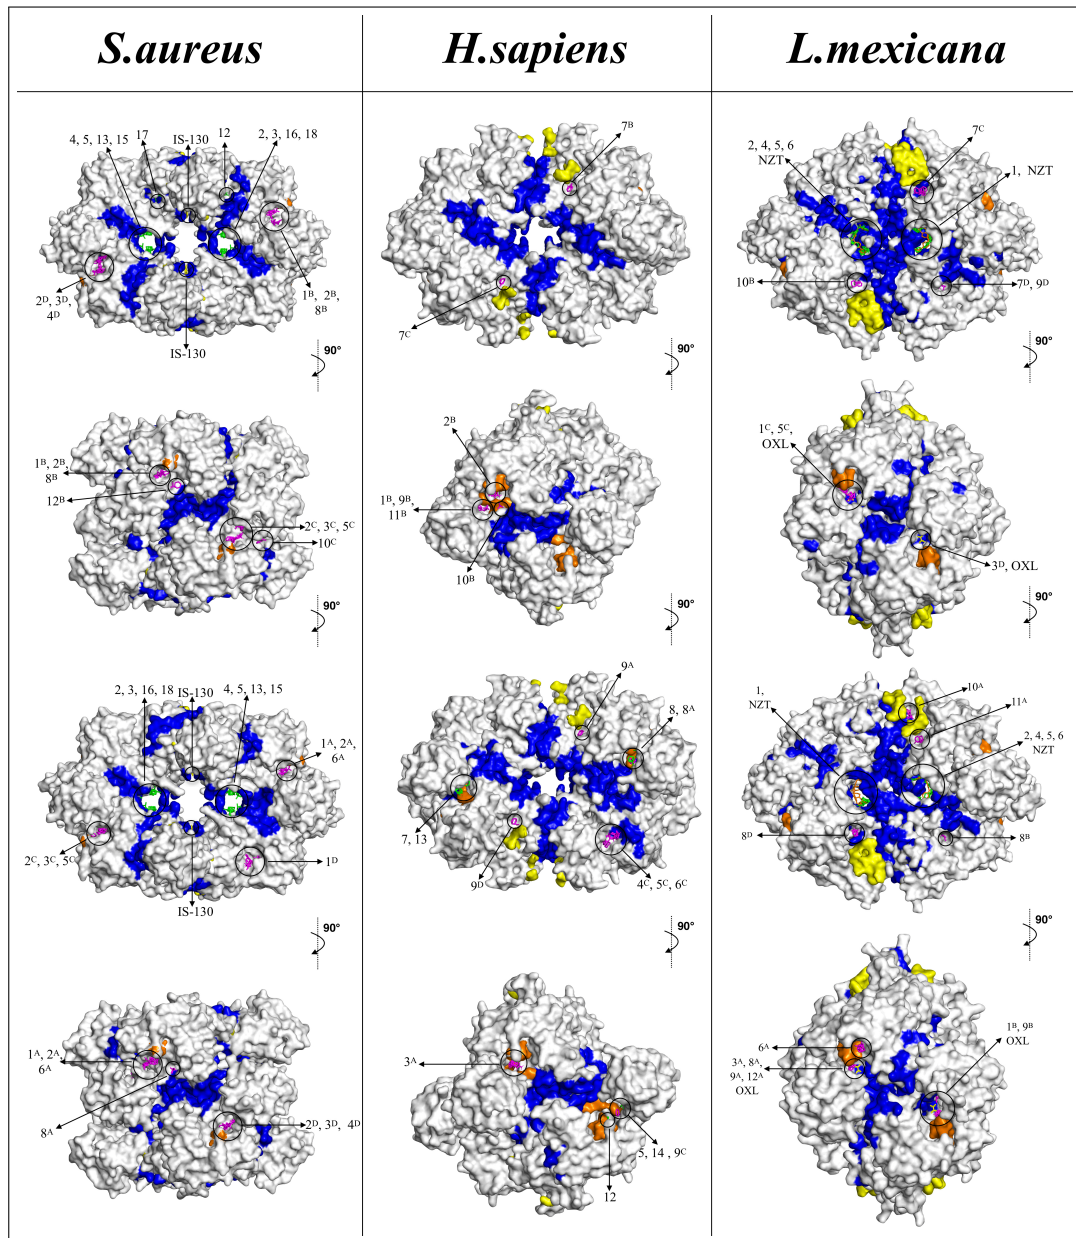 S.aureus
H.sapiens
L.mexicana
4, 5, 13, 15
17
IS-130
12
2, 3, 16, 18
2ᴰ, 3ᴰ,
4ᴰ
1ᴮ, 2ᴮ,
8ᴮ
IS-130
90°
7ᴮ
7ꟲ
90°
2, 4, 5, 6
NZT
7ꟲ
1, NZT
10ᴮ
7ᴰ, 9ᴰ
90°
1ᴮ, 2ᴮ,
8ᴮ
12ᴮ
2ꟲ, 3ꟲ, 5ꟲ
10ꟲ
90°
2ᴮ
1ᴮ, 9ᴮ
11ᴮ
10ᴮ
90°
1ꟲ, 5ꟲ,
OXL
3ᴰ, OXL
90°
2, 3, 16, 18
IS-130
4, 5, 13, 15
1ᴬ, 2ᴬ,
6ᴬ
2ꟲ, 3ꟲ, 5ꟲ
1ᴰ
IS-130
90°
9ᴬ
8, 8ᴬ
7, 13
9ᴰ
4ꟲ, 5ꟲ, 6ꟲ
90°
1,
NZT
10ᴬ
11ᴬ
2, 4, 5, 6
NZT
8ᴰ
8ᴮ
90°
1ᴬ, 2ᴬ,
6ᴬ
8ᴬ
2ᴰ, 3ᴰ, 4ᴰ
3ᴬ
5, 14 , 9ꟲ
12
6ᴬ
3ᴬ, 8ᴬ,
9ᴬ, 12ᴬ
OXL
1ᴮ, 9ᴮ
OXL